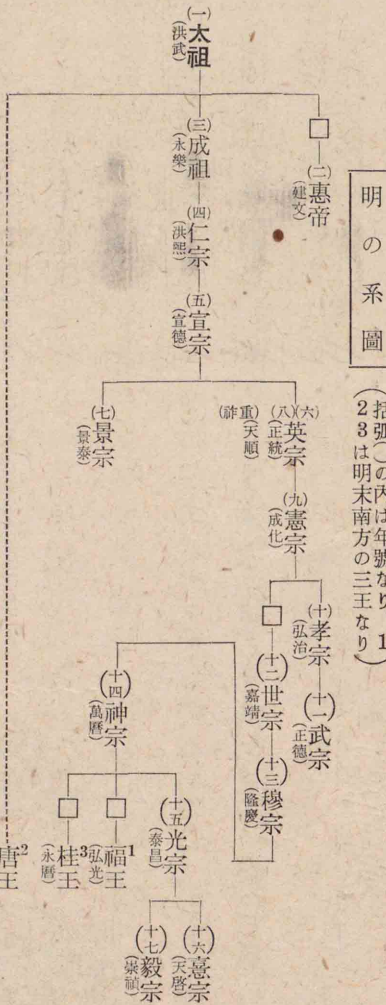 明の系圖
(括弧( )の內は年號なり 1
23は明末南方の三王なり)
(一)太祖(洪武)
□
(二)惠帝(建文)
(三)成祖(永樂)
(四)仁宗(洪熙)
(五)宣宗(宣德)
(六)(八)英宗(正統)(天順)重祚
(七)景宗(景泰)
(九)憲宗(成化)
(十)孝宗(弘治)
(十一)武宗(正德)
□
(十二)世宗(嘉靖)
(十三)穆宗(隆慶)
(十四)神宗(萬曆)
(十五)光宗(泰昌)
(十六)熹宗(天啓)
(十七)毅宗(崇禎)
□
福王1(弘光)
□
桂王3(永曆)
唐王2